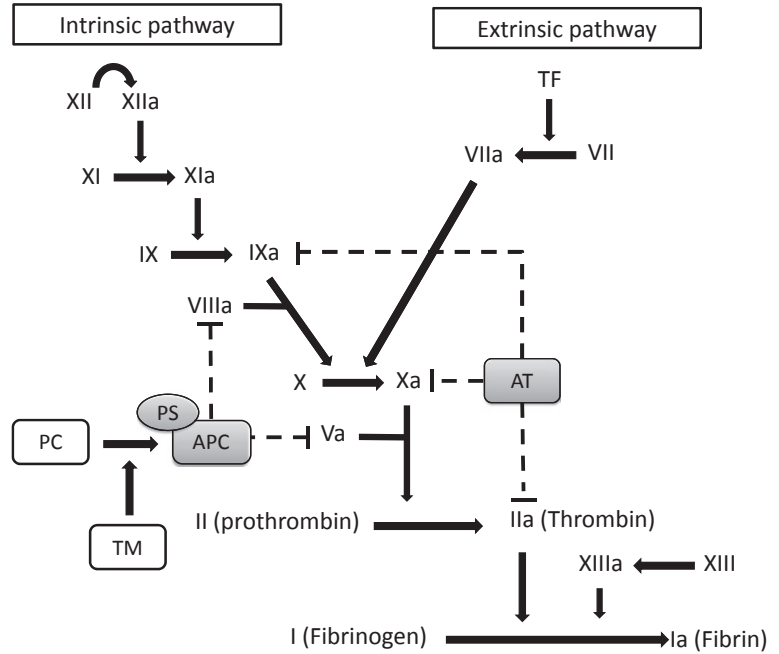 Intrinsic pathway
Extrinsic pathway
TF
XII
XIIa
VIIa
VII
XI
XIa
IX
IXa
VIIIa
X
Xa
AT
PS
PC
APC
Va
II (prothrombin)
IIa (Thrombin)
TM
XIIIa
XIII
I (Fibrinogen)
Ia (Fibrin)